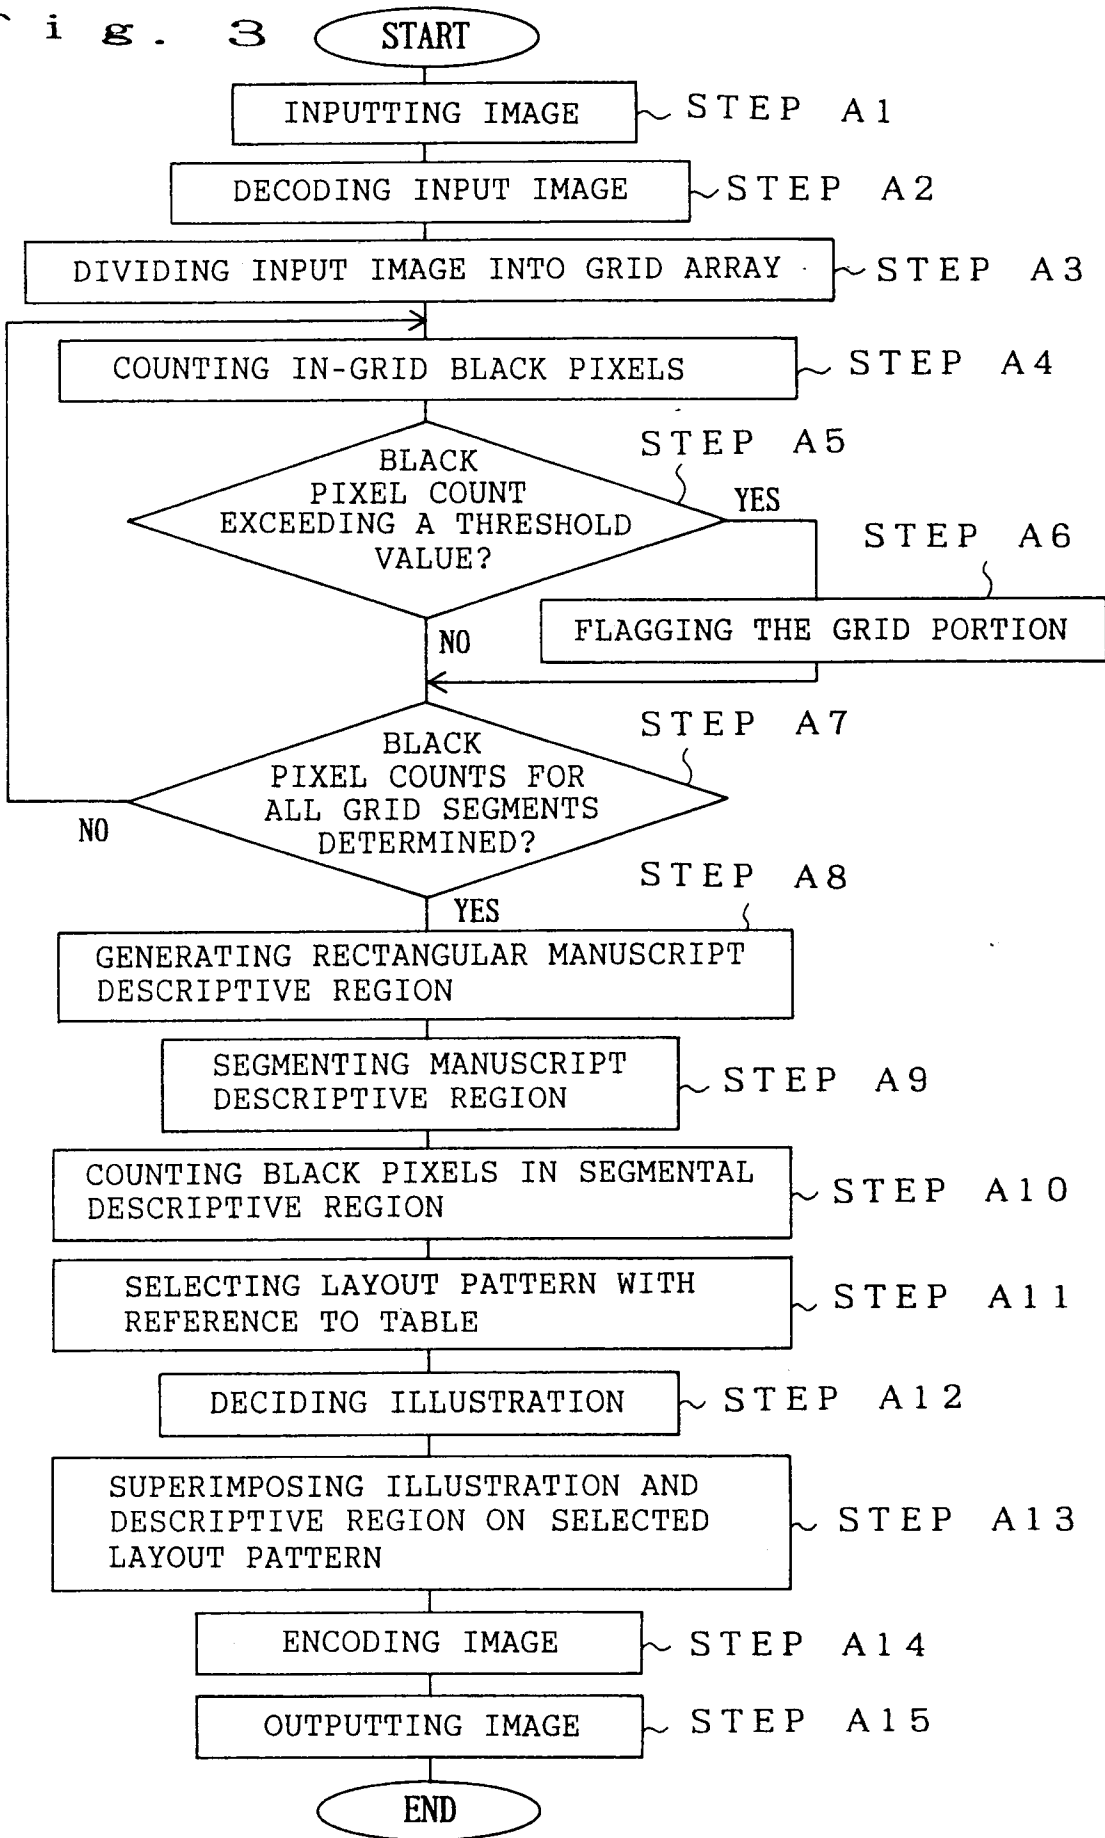 i g . 3
START
INPUTTING IMAGE
STEP A1
DECODING INPUT IMAGE
STEP A2
DIVIDING INPUT IMAGE INTO GRID ARRAY
STEP A3
COUNTING IN-GRID BLACK PIXELS
STEP A4
STEP A5
BLACK
PIXEL COUNT
EXCEEDING A THRESHOLD
VALUE?
YES
STEP A6
FLAGGING THE GRID PORTION
NO
STEP A7
BLACK
PIXEL COUNTS FOR
ALL GRID SEGMENTS
DETERMINED?
NO
YES
STEP A8
GENERATING RECTANGULAR MANUSCRIPT
DESCRIPTIVE REGION
SEGMENTING MANUSCRIPT
DESCRIPTIVE REGION
STEP A9
COUNTING BLACK PIXELS IN SEGMENTAL
DESCRIPTIVE REGION
STEP A10
SELECTING LAYOUT PATTERN WITH
REFERENCE TO TABLE
STEP A11
DECIDING ILLUSTRATION
STEP A12
SUPERIMPOSING ILLUSTRATION AND
DESCRIPTIVE REGION ON SELECTED
LAYOUT PATTERN
STEP A13
ENCODING IMAGE
STEP A14
OUTPUTTING IMAGE
STEP A15
END